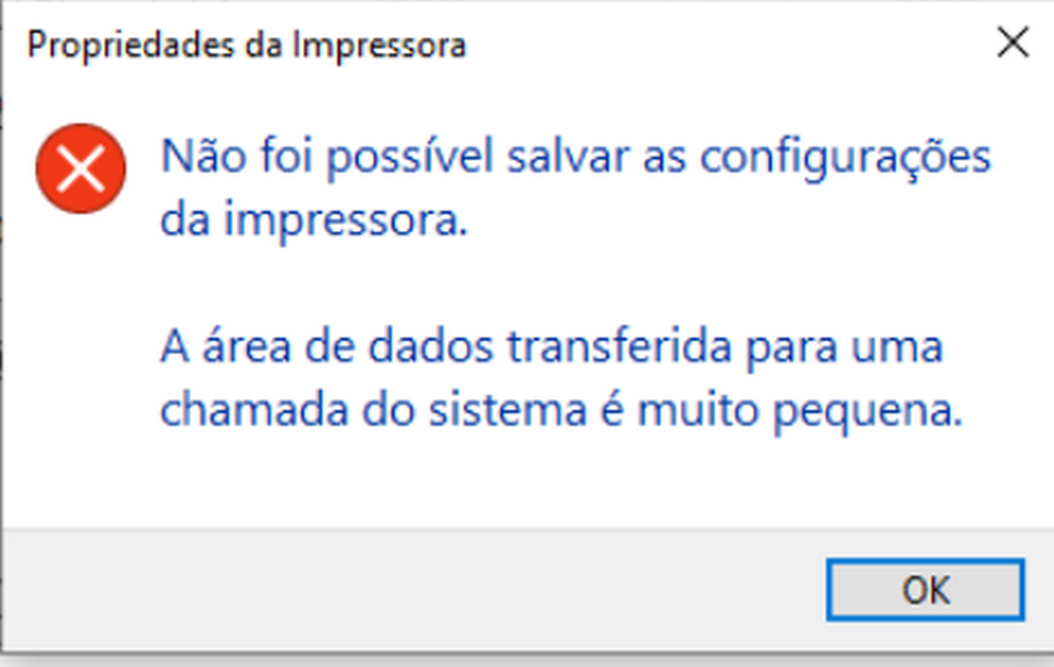 Propriedades da Impressora
Não foi possível salvar as configurações
da impressora.
A área de dados transferida para uma
chamada do sistema é muito pequena.
OK